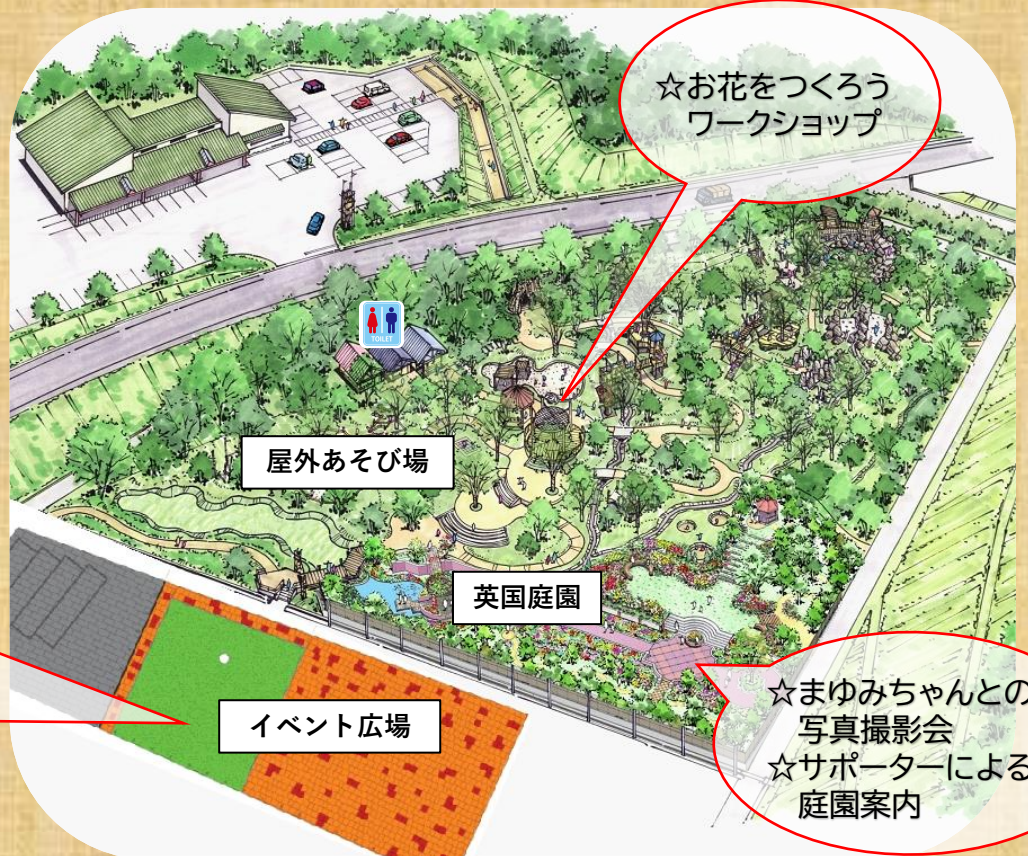 ☆お花をつくろう
ワークショップ
TOILET
屋外あそび場
英国庭園
イベント広場
☆まゆみちゃんとの
写真撮影会
☆サポーターによる
庭園案内